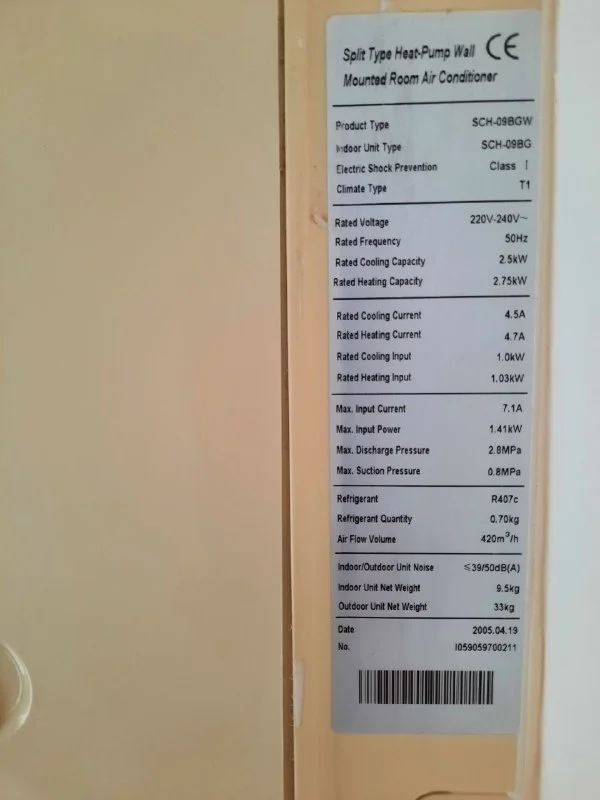 Split Type Heat-Pump Wall CE
Mounted Room Air Conditioner
Product Type SCH-09BGW
Indoor Unit Type SCH-09BG
Electric Shock Prevention Class I
Climate Type T1
Rated Voltage 220V-240V~
Rated Frequency 50Hz
Rated Cooling Capacity 2.5kW
Rated Heating Capacity 2.75kW
Rated Cooling Current 4.5A
Rated Heating Current 4.7A
Rated Cooling Input 1.0kW
Rated Heating Input 1.03kW
Max. Input Current 7.1A
Max. Input Power 1.41kW
Max. Discharge Pressure 2.8MPa
Max. Suction Pressure 0.8MPa
Refrigerant R407c
Refrigerant Quantity 0.70kg
Air Flow Volume 420m³/h
Indoor/Outdoor Unit Noise ≤39/50dB(A)
Indoor Unit Net Weight 9.5kg
Outdoor Unit Net Weight 33kg
Date 2005.04.19
No. I059059700211